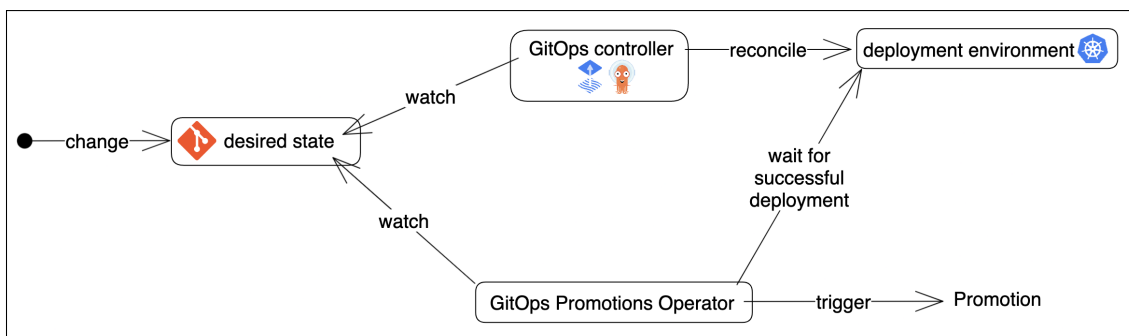 GitOps controller
reconcile
deployment environment
watch
change
desired state
wait for
successful
deployment
watch
GitOps Promotions Operator
trigger
Promotion